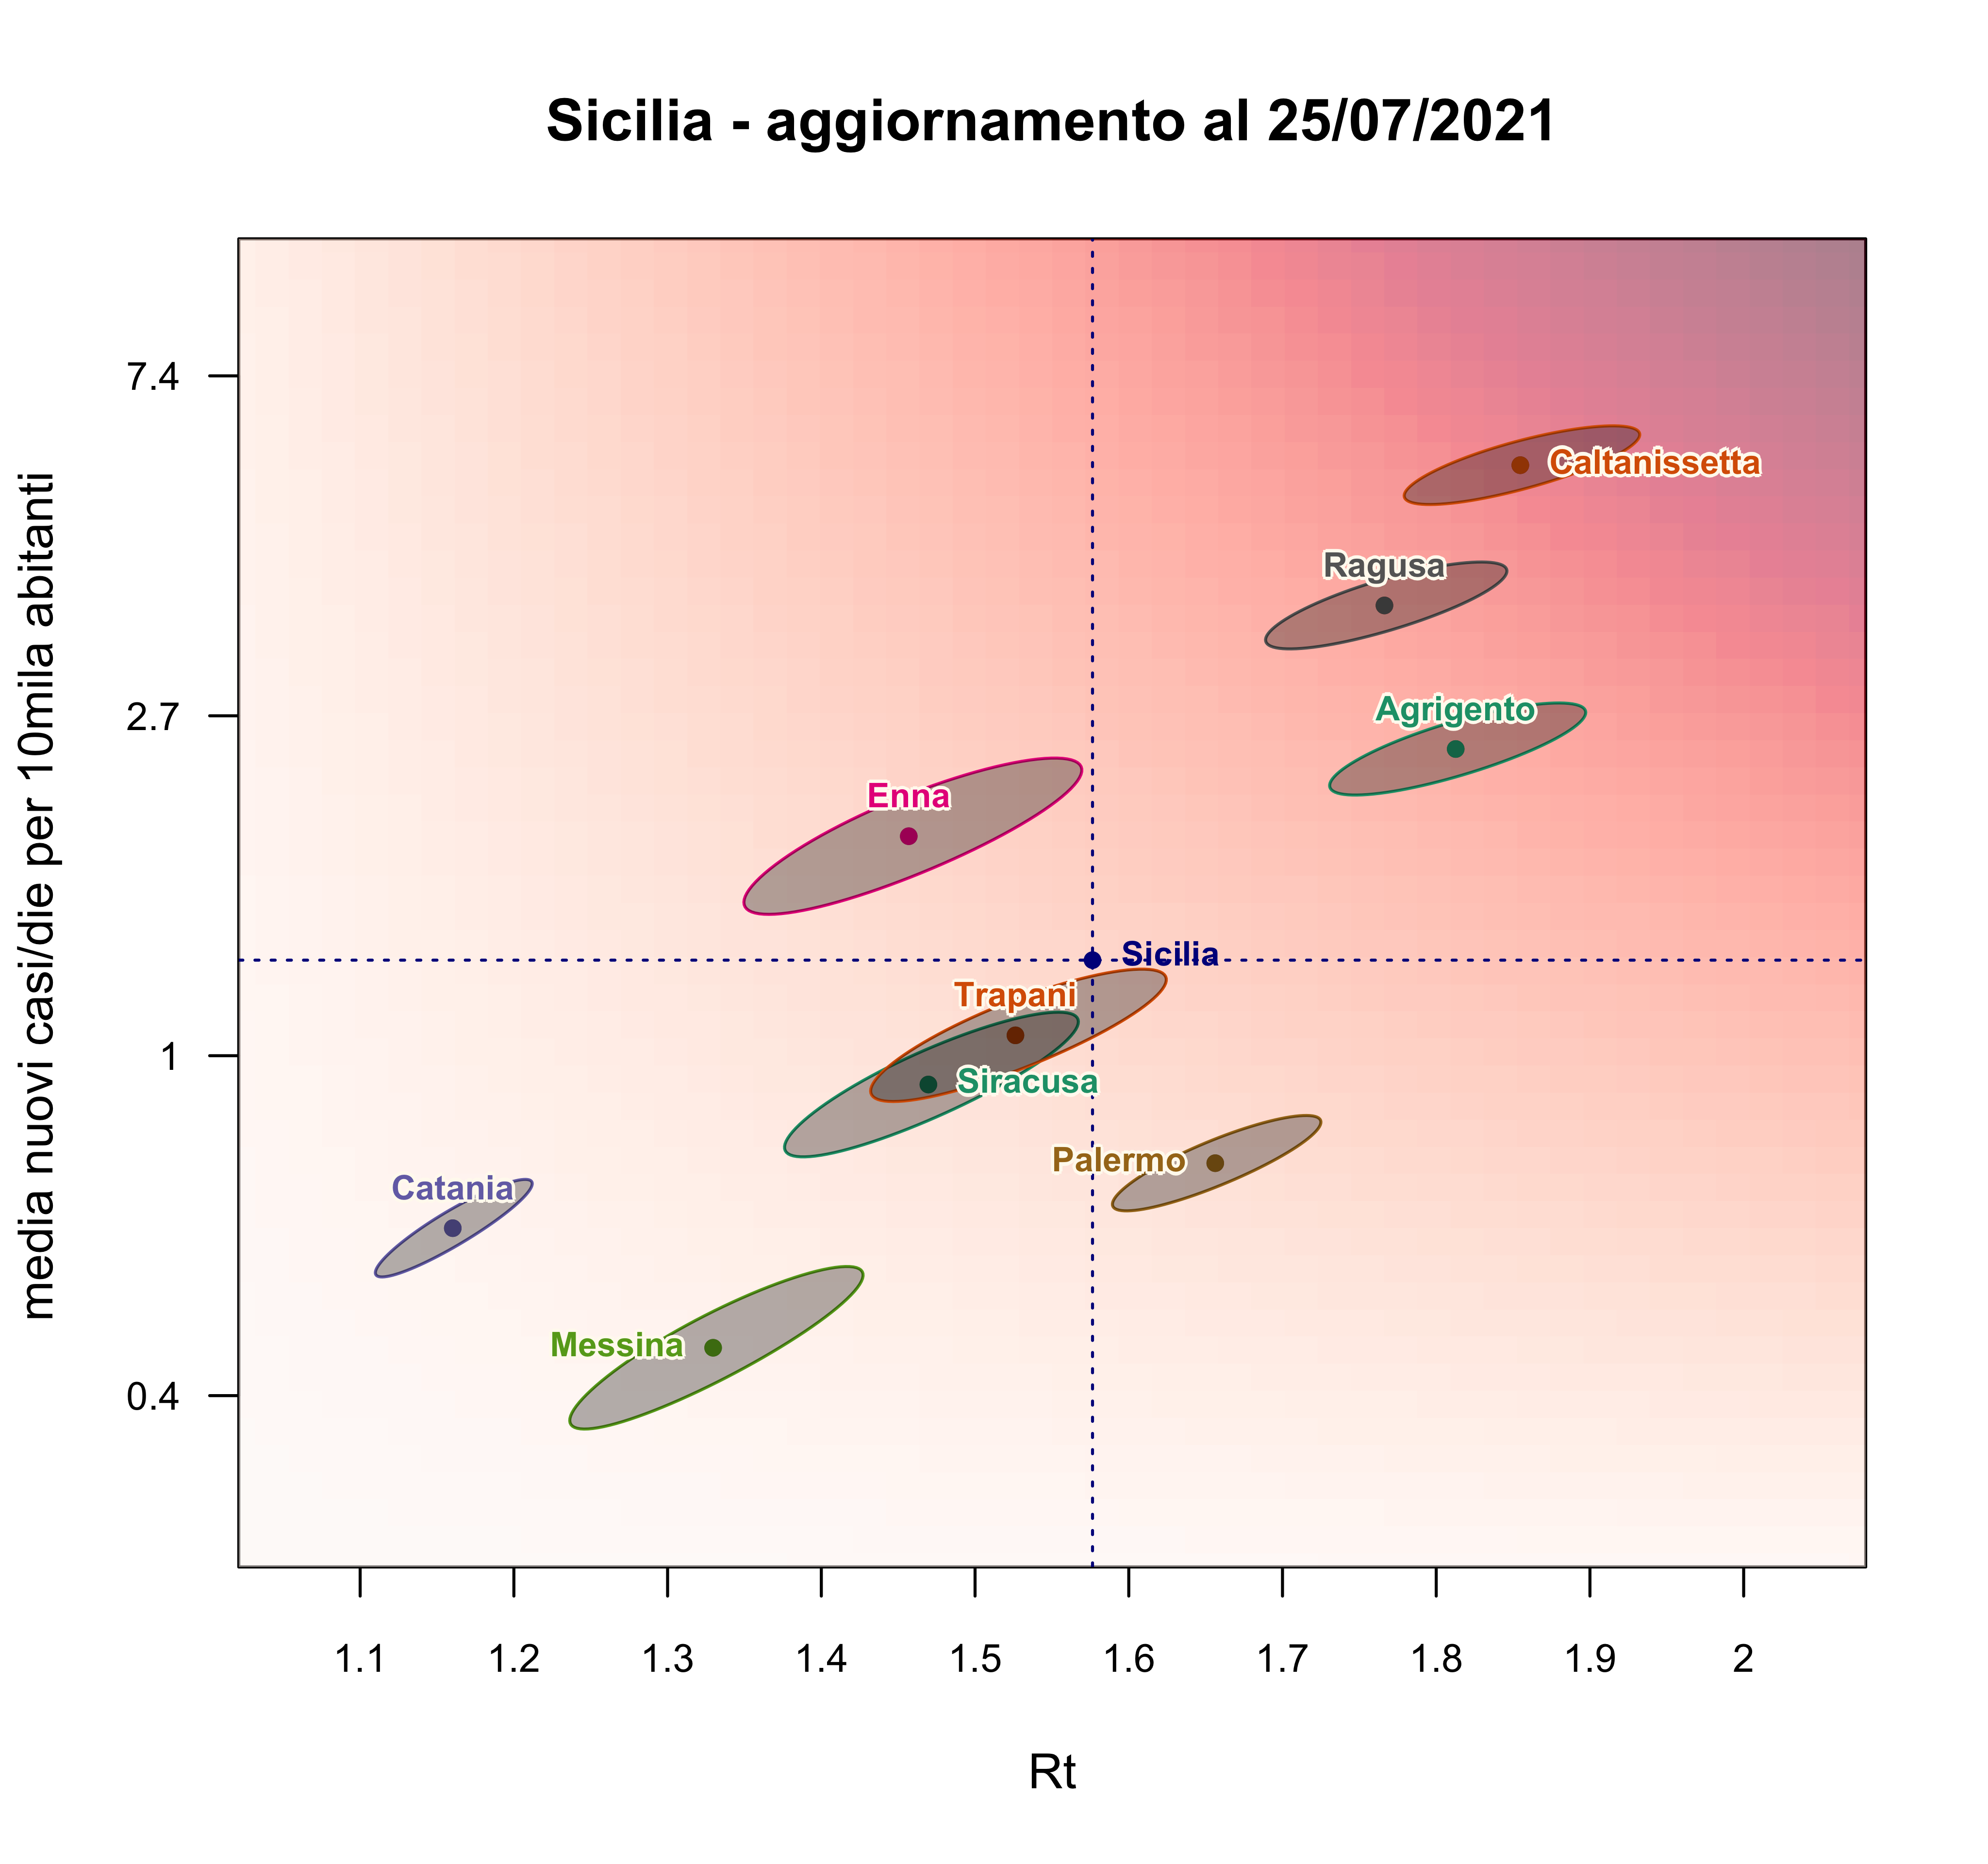 Sicilia - aggiornamento al 25/07/2021
media nuovi casi/die per 10mila abitanti
7.4
2.7
1
0.4
Caltanissetta
Ragusa
Agrigento
Enna
Sicilia
Trapani
Siracusa
Palermo
Catania
Messina
1.1 1.2 1.3 1.4 1.5 1.6 1.7 1.8 1.9 2
Rt